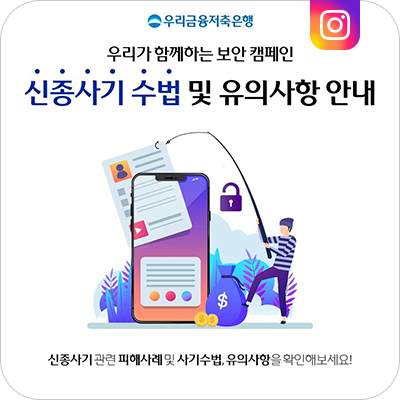 우리금융저축은행
우리가 함께하는 보안 캠페인
신종사기 수법 및 유의사항 안내
$
$ $
신종사기 관련 피해사례 및 사기수법, 유의사항을 확인해보세요!